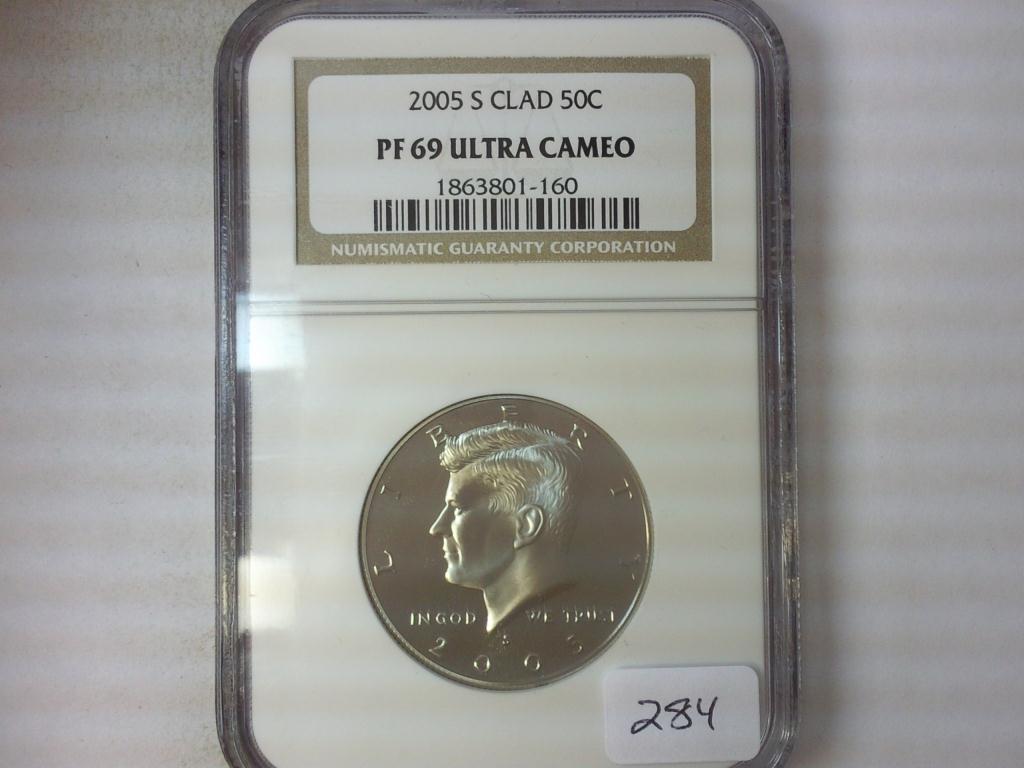 2005 S CLAD 50C
PF 69 ULTRA CAMEO
1863801-160
NUMISMATIC GUARANTY CORPORATION
LIBERTY
IN GOD WE TRUST
2005
284